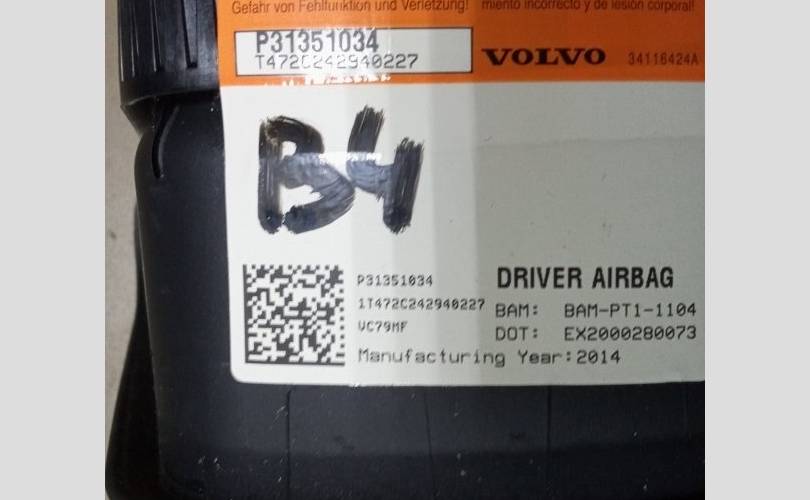 Gefahr von Fehlfunktion und Verletzung! miento incorrecto y de lesión corporal!
P31351034
T472C242940227
VOLVO 34116424A
B4
P31351034
1T472C242940227
VC79MF
DRIVER AIRBAG
BAM: BAM-PT1-1104
DOT: EX2000280073
Manufacturing Year:2014